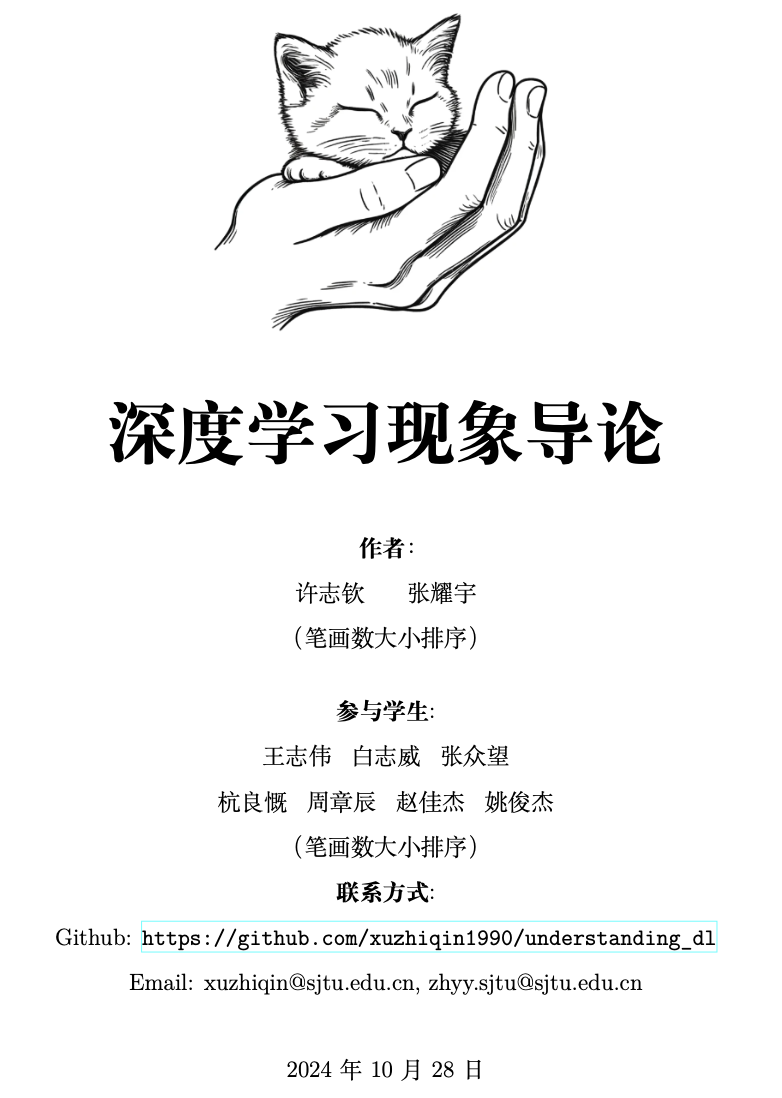 深度学习现象导论
作者:
许志钦 张耀宇
(笔画数大小排序)
参与学生:
王志伟 白志威 张众望
杭良慨 周章辰 赵佳杰 姚俊杰
(笔画数大小排序)
联系方式:
Github: https://github.com/xuzhiqin1990/understanding_dl
Email: xuzhiqin@sjtu.edu.cn, zhyy.sjtu@sjtu.edu.cn
2024 年 10 月 28 日